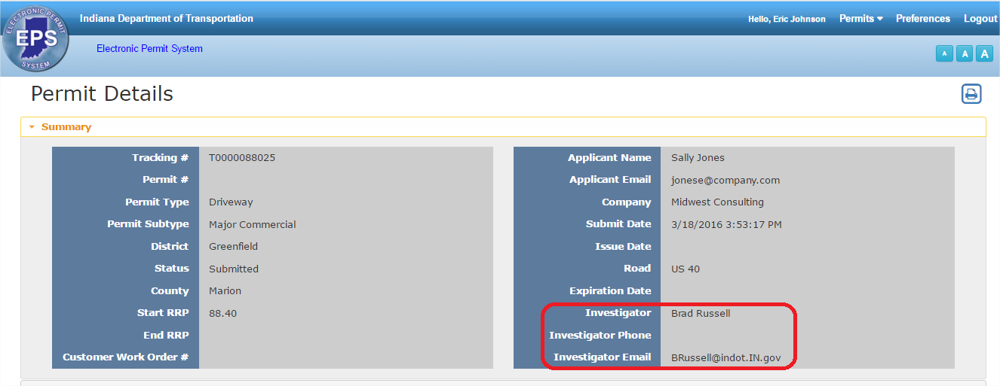 ELECTRONIC PERMIT
EPS
SYSTEM
Indiana Department of Transportation
Hello, Eric Johnson Permits Preferences Logout
Electronic Permit System
A A A
Permit Details
Summary
Tracking # T0000088025
Permit #
Permit Type Driveway
Permit Subtype Major Commercial
District Greenfield
Status Submitted
County Marion
Start RRP 88.40
End RRP
Customer Work Order #
Applicant Name Sally Jones
Applicant Email jonese@company.com
Company Midwest Consulting
Submit Date 3/18/2016 3:53:17 PM
Issue Date
Road US 40
Expiration Date
Investigator Brad Russell
Investigator Phone
Investigator Email BRussell@indot.IN.gov